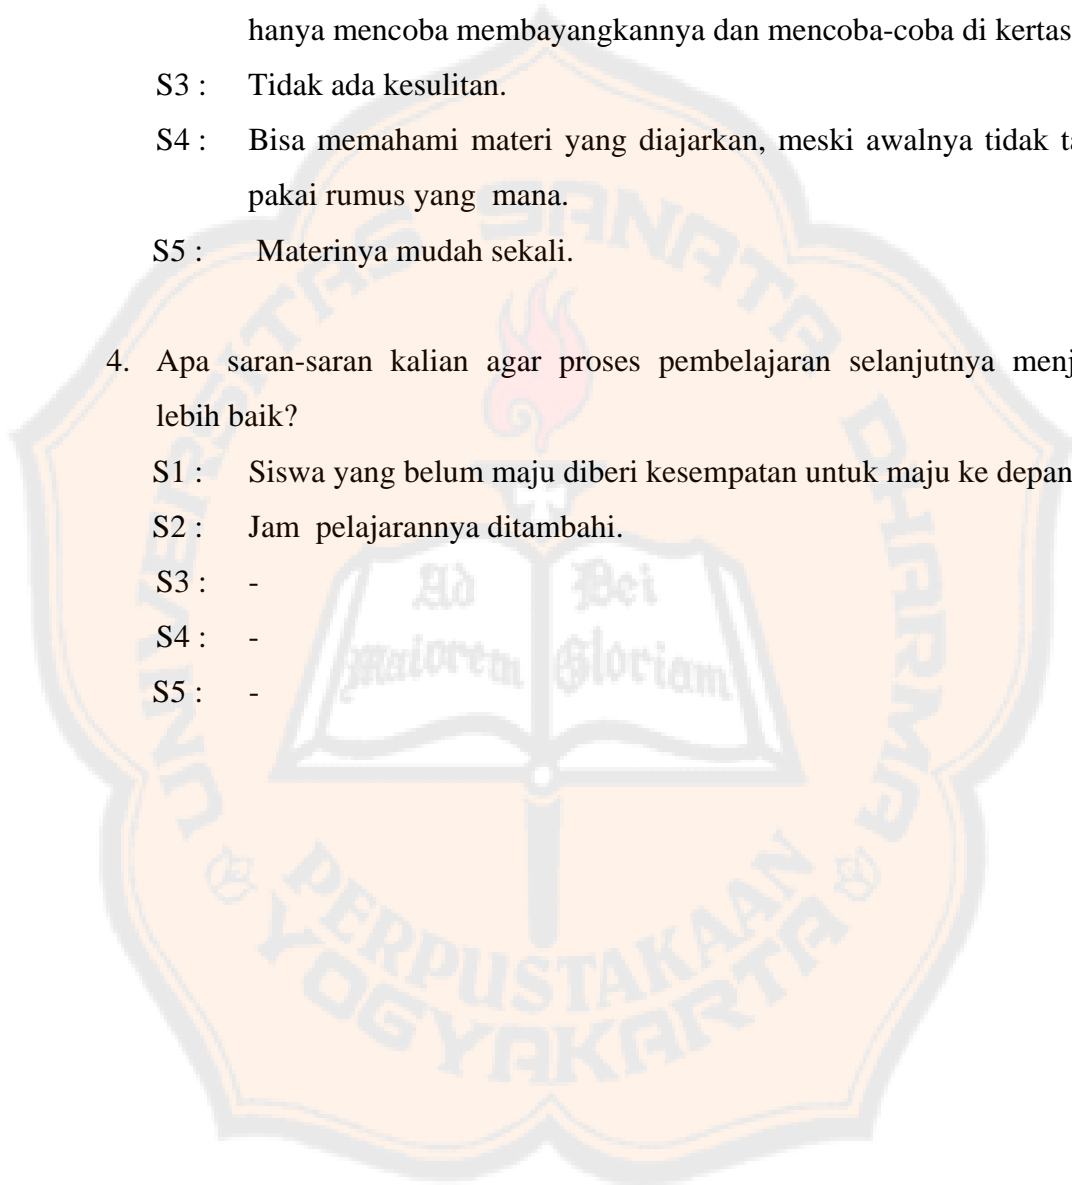 hanya mencoba membayangkannya dan mencoba-coba di kertas
S3 : Tidak ada kesulitan.
S4 : Bisa memahami materi yang diajarkan, meski awalnya tidak
pakai rumus yang mana.
S5 : Materinya mudah sekali.
4. Apa saran-saran kalian agar proses pembelajaran selanjutnya
lebih baik?
S1 : Siswa yang belum maju diberi kesempatan untuk maju ke depan
S2 : Jam pelajarannya ditambahi.
S3 : -
S4 : -
S5 : -
UNIVERSITAS SANATA DHARMA
Ad Dei
Maiorem Gloriam
PERPUSTAKAAN
YOGYAKARTA